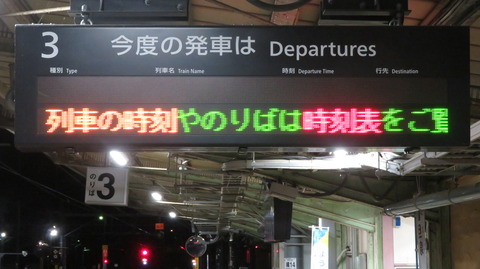 3 今度の発車は Departures
種別 Type 列車名 Train Name 時刻 Departure Time 行先 Destination
列車の時刻やのりばは時刻表をご覧
のりば
3
14